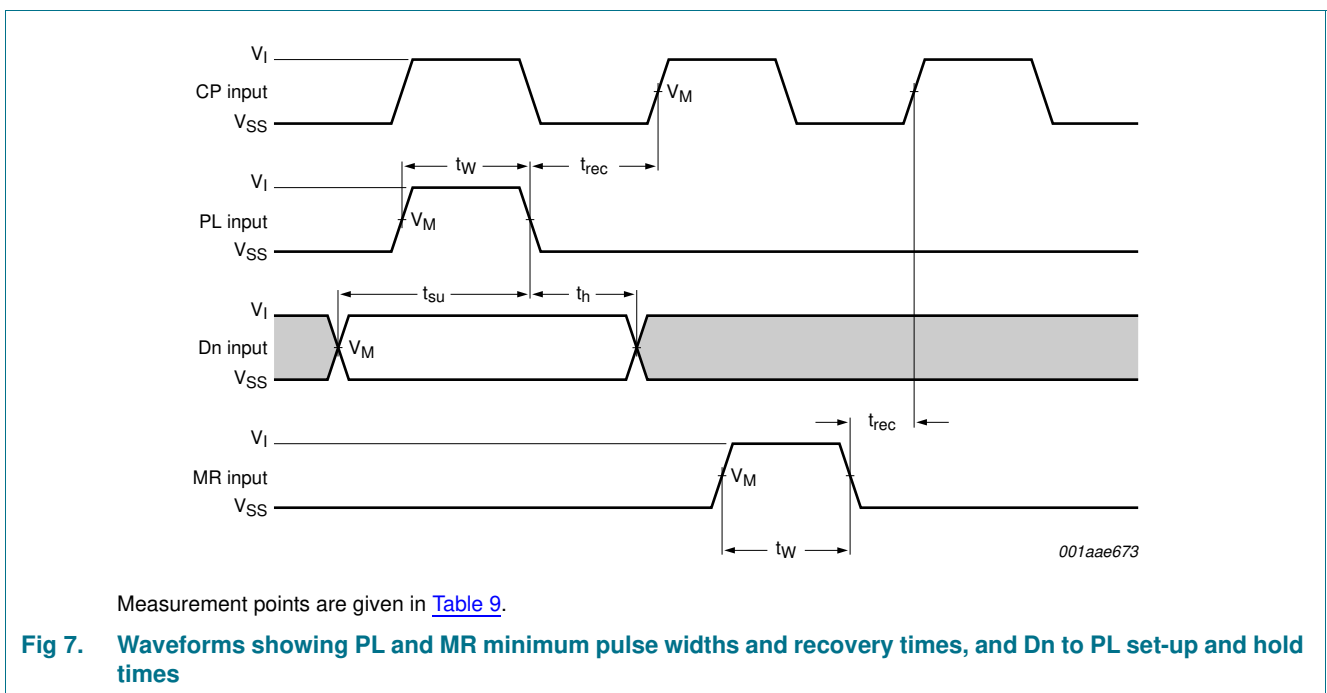 VI
CP input
VM
VSS
tW
trec
VI
PL input
VM
VSS
tsu
th
VI
Dn input
VM
VSS
trec
VI
MR input
VM
VSS
tW
001aae673
Measurement points are given in Table 9.
Fig 7. Waveforms showing PL and MR minimum pulse widths and recovery times, and Dn to PL set-up and hold
times